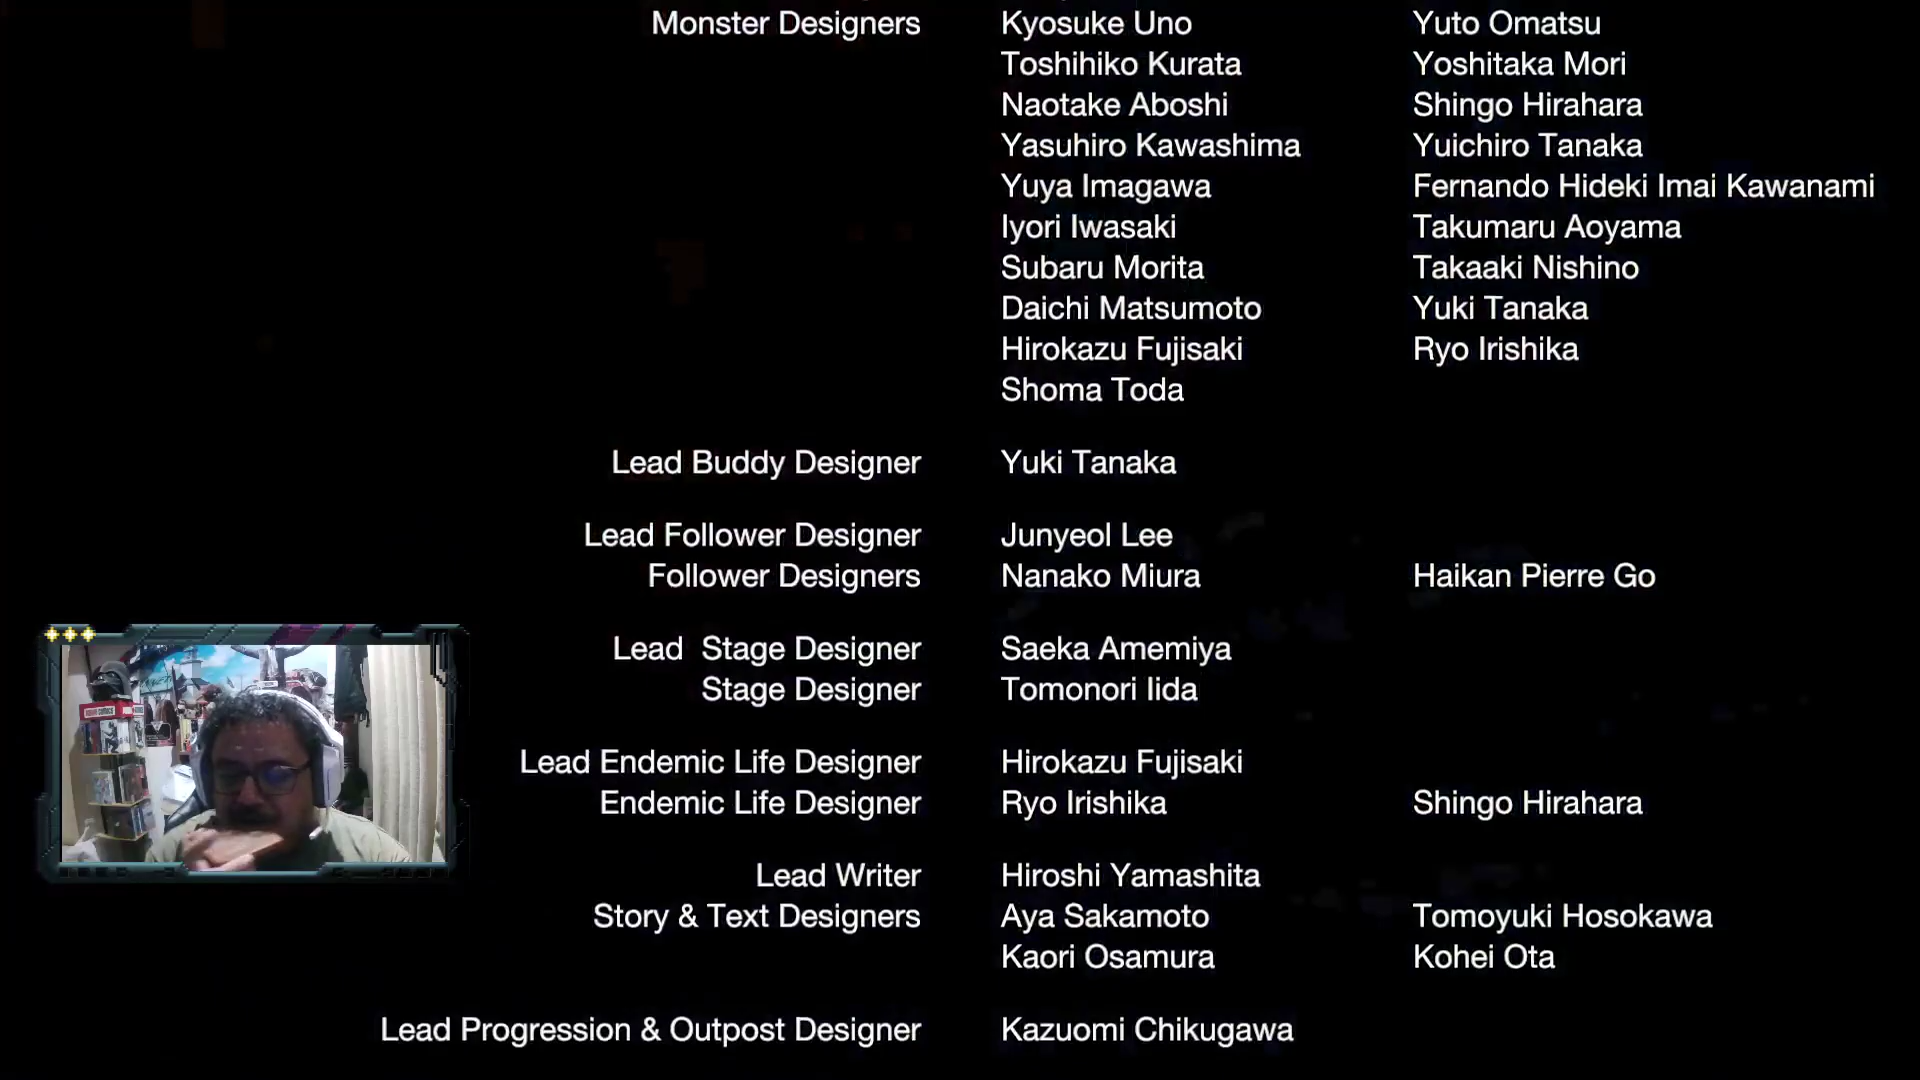 Monster Designers Kyosuke Uno Yuto Omatsu
Toshihiko Kurata Yoshitaka Mori
Naotake Aboshi Shingo Hirahara
Yasuhiro Kawashima Yuichiro Tanaka
Yuya Imagawa Fernando Hideki Imai Kawanami
Iyori Iwasaki Takumaru Aoyama
Subaru Morita Takaaki Nishino
Daichi Matsumoto Yuki Tanaka
Hirokazu Fujisaki Ryo Irishika
Shoma Toda
Lead Buddy Designer Yuki Tanaka
Lead Follower Designer Junyeol Lee
Follower Designers Nanako Miura Haikan Pierre Go
Lead Stage Designer Saeka Amemiya
Stage Designer Tomonori Iida
Lead Endemic Life Designer Hirokazu Fujisaki
Endemic Life Designer Ryo Irishika Shingo Hirahara
Lead Writer Hiroshi Yamashita
Story & Text Designers Aya Sakamoto Tomoyuki Hosokawa
Kaori Osamura Kohei Ota
Lead Progression & Outpost Designer Kazuomi Chikugawa